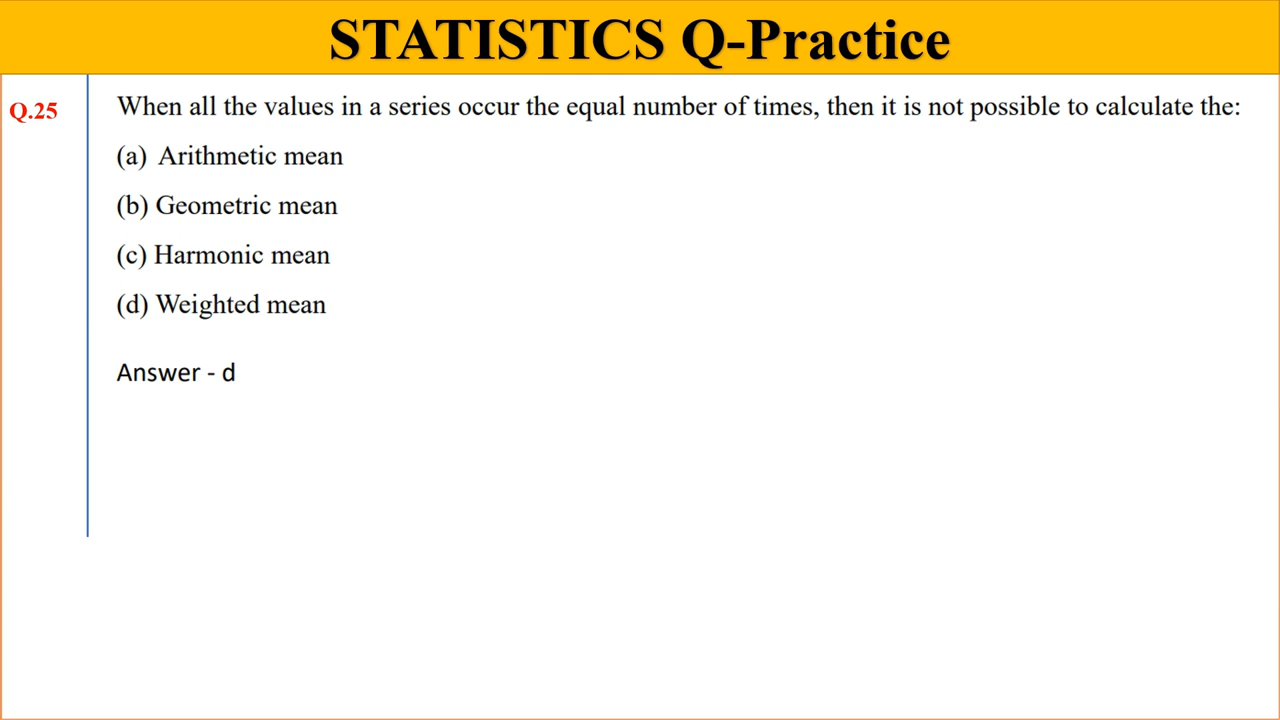 STATISTICS Q-Practice
Q.25
When all the values in a series occur the equal number of times, then it is not possible to calculate the:
(a) Arithmetic mean
(b) Geometric mean
(c) Harmonic mean
(d) Weighted mean
Answer - d